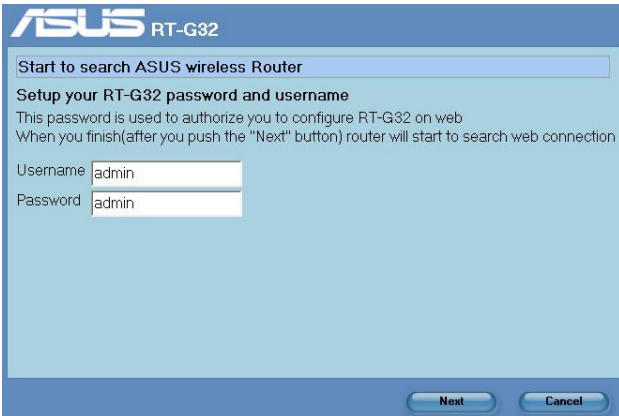 ASUS RT-G32
Start to search ASUS wireless Router
Setup your RT-G32 password and username
This password is used to authorize you to configure RT-G32 on web
When you finish(after you push the "Next" button) router will start to search web connection
Username admin
Password admin
Next Cancel